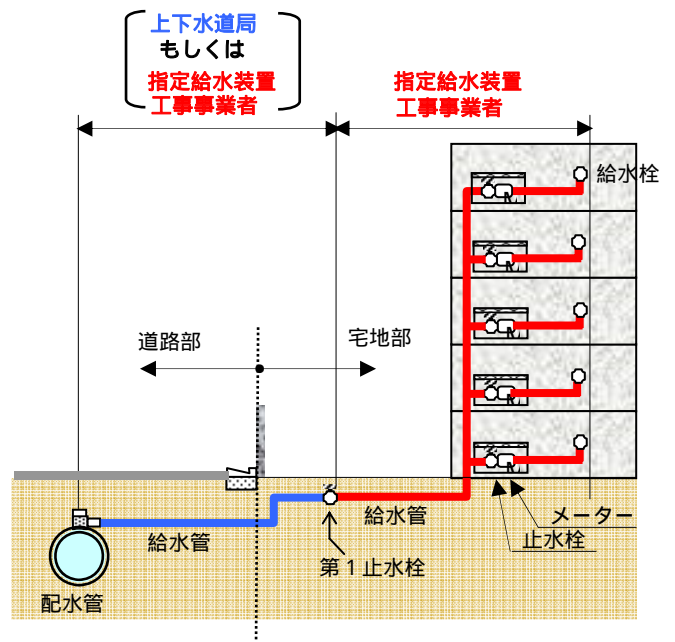 上下水道局
もしくは
指定給水装置
工事事業者
指定給水装置
工事事業者
給水栓
道路部
宅地部
給水管
給水管
メーター
止水栓
第1止水栓
配水管